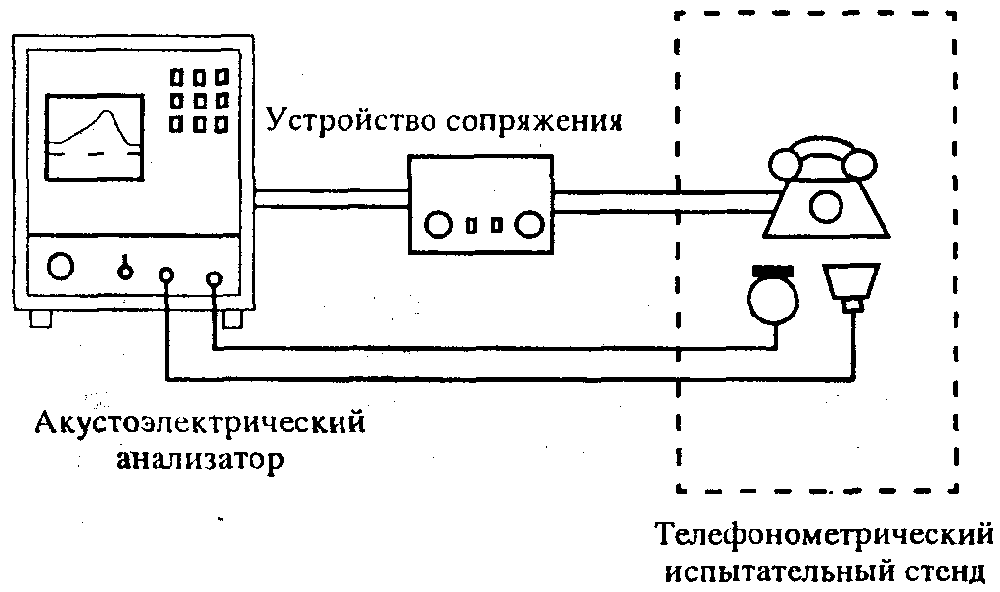 Устройство сопряжения
Акустоэлектрический
анализатор
Телефонометрический
испытательный стенд